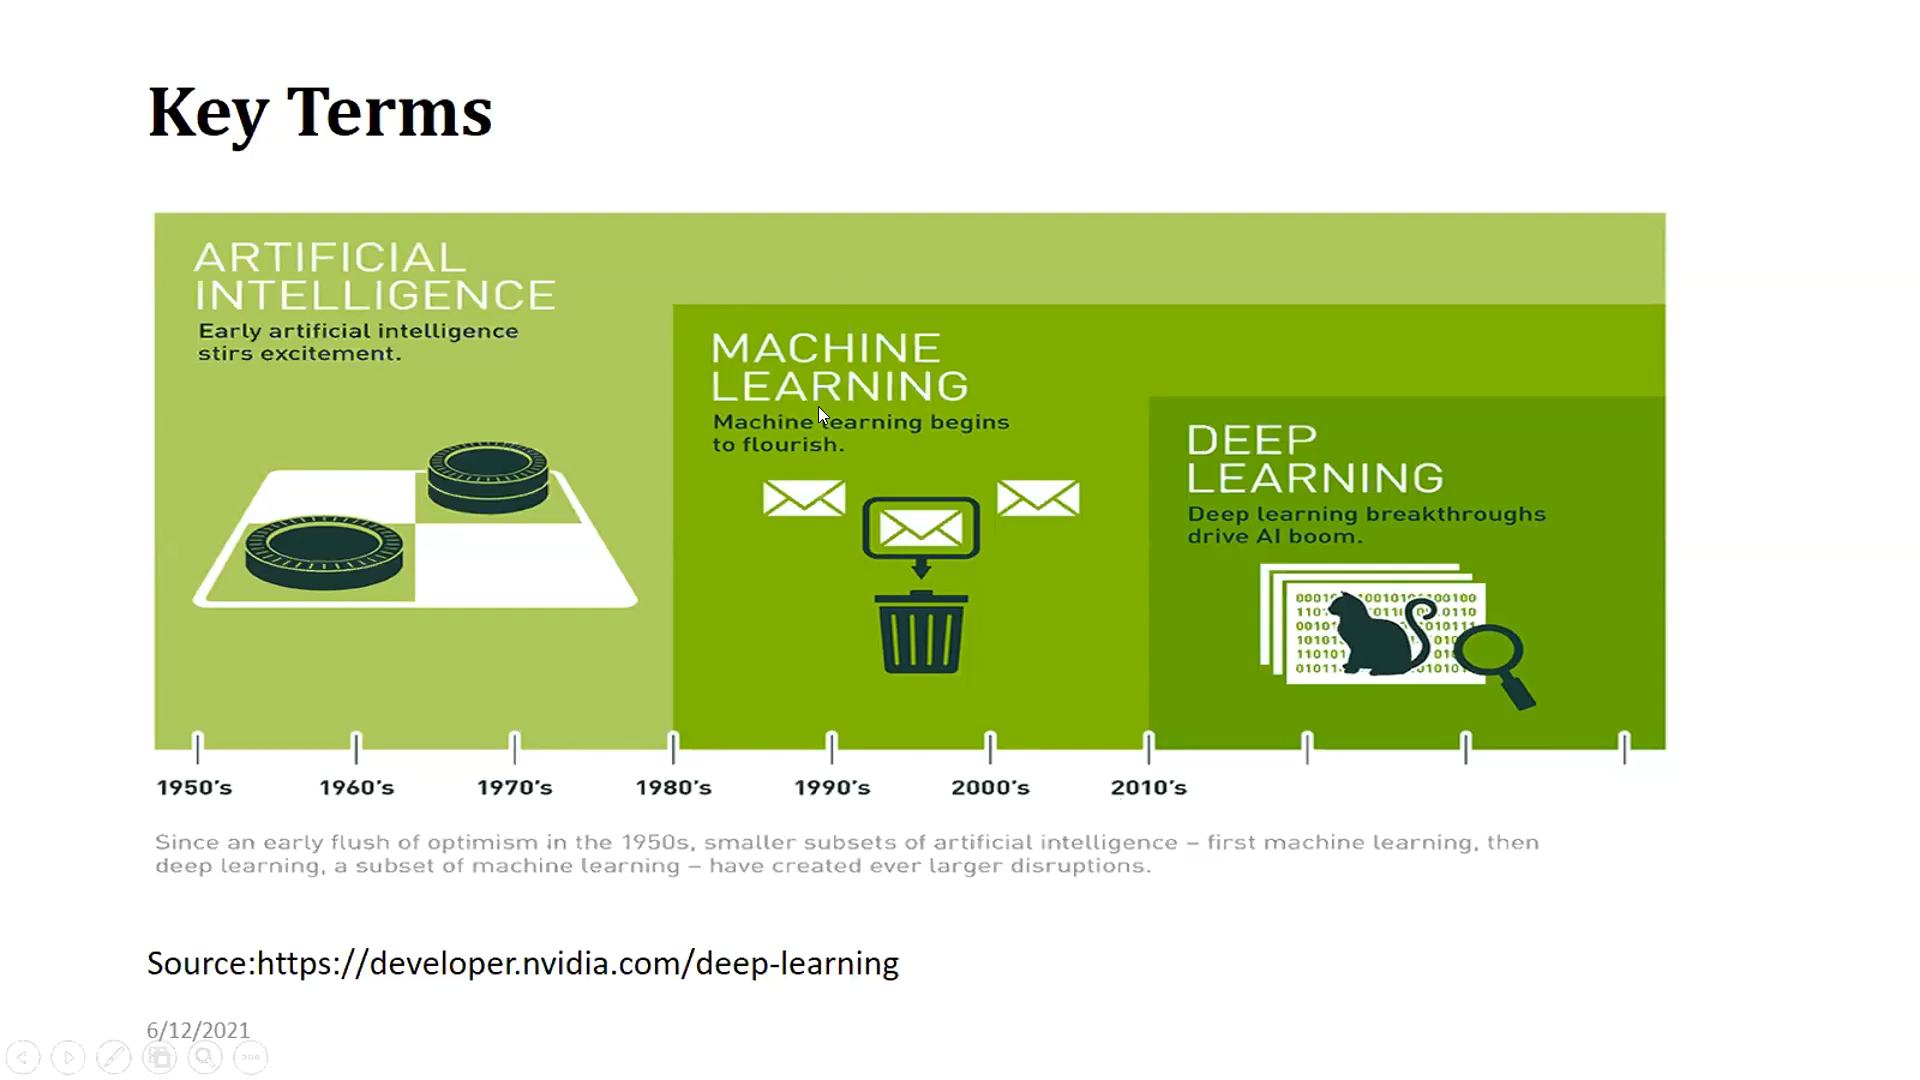 Key Terms
ARTIFICIAL
INTELLIGENCE
Early artificial intelligence
stirs excitement.
MACHINE
LEARNING
Machine learning begins
to flourish.
DEEP
LEARNING
Deep learning breakthroughs
drive AI boom.
1950's 1960's 1970's 1980's 1990's 2000's 2010's
Since an early flush of optimism in the 1950s, smaller subsets of artificial intelligence – first machine learning, then
deep learning, a subset of machine learning – have created ever larger disruptions.
Source:https://developer.nvidia.com/deep-learning
6/12/2021